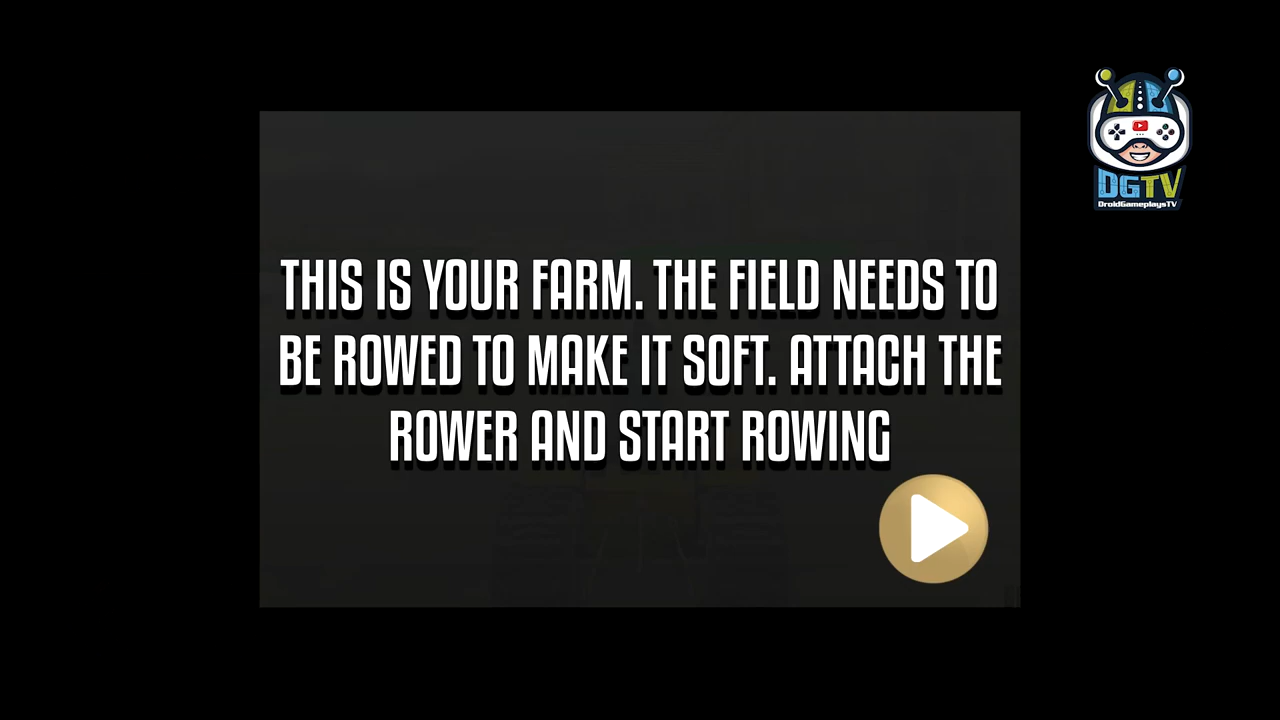 THIS IS YOUR FARM. THE FIELD NEEDS TO
BE ROWED TO MAKE IT SOFT. ATTACH THE
ROWER AND START ROWING
DGTV
DroidGameplaysTV